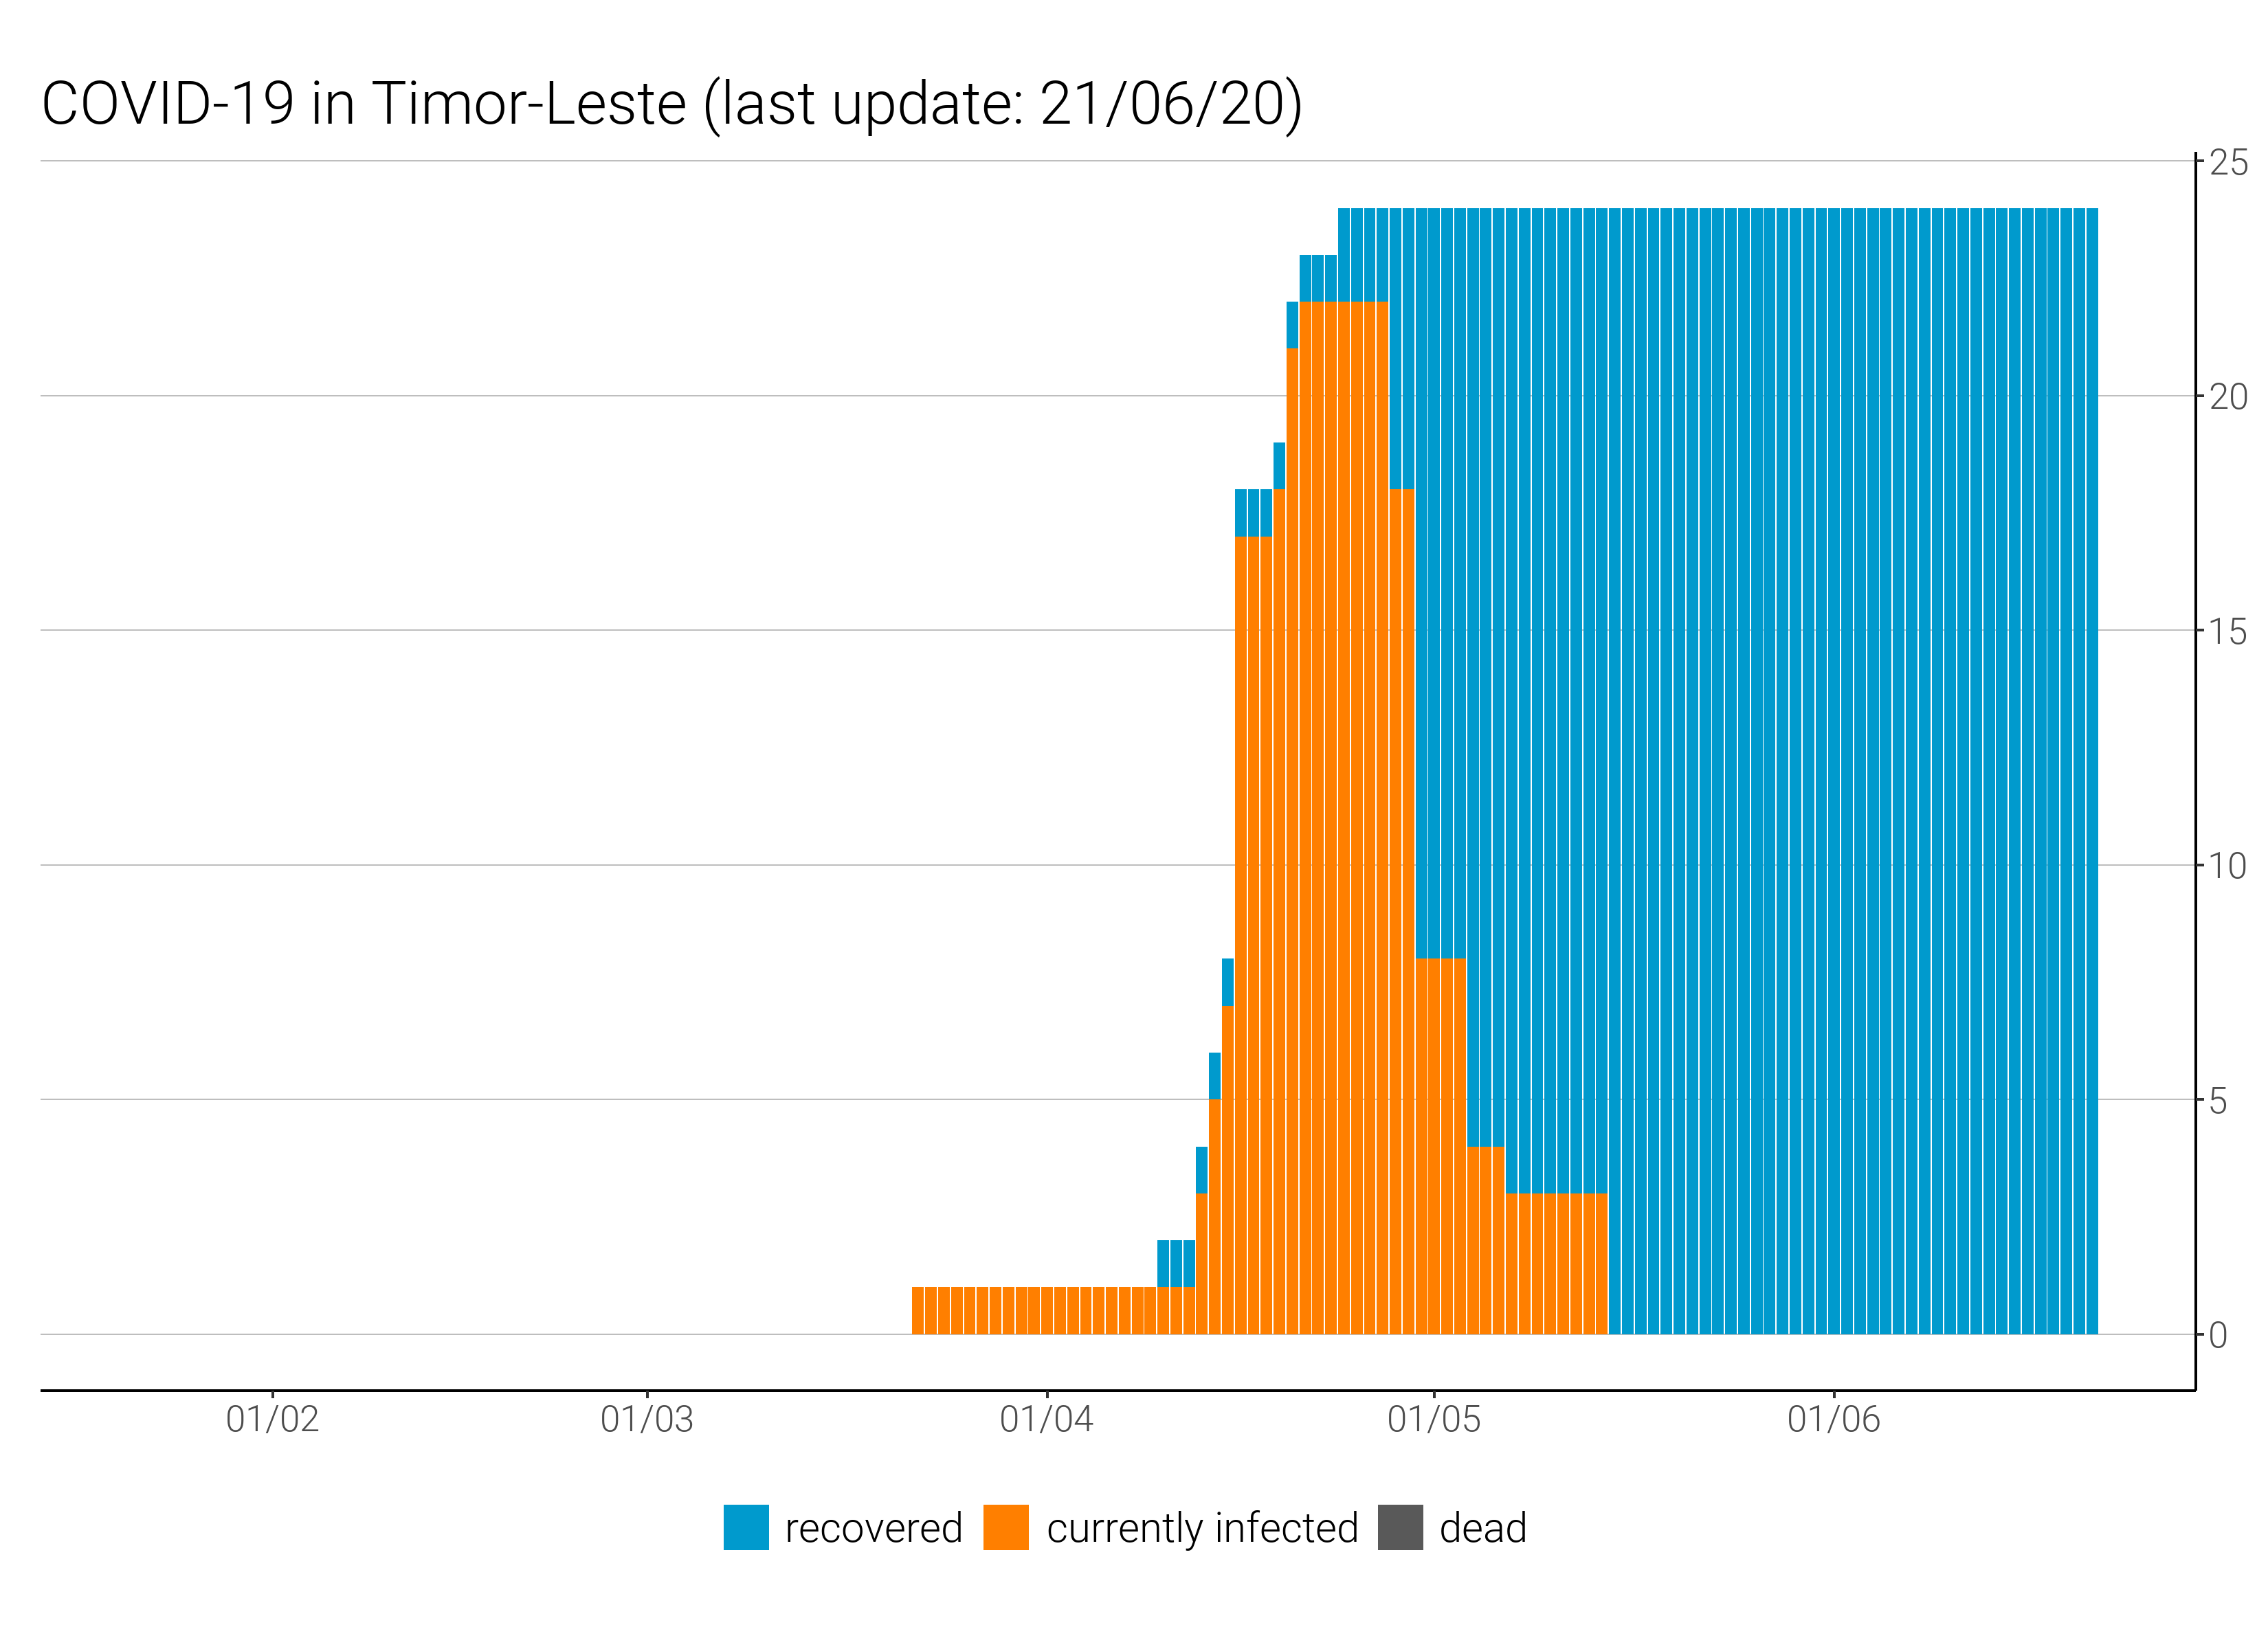 COVID-19 in Timor-Leste (last update: 21/06/20)
25
20
15
10
5
0
01/02 01/03 01/04 01/05 01/06
recovered currently infected dead